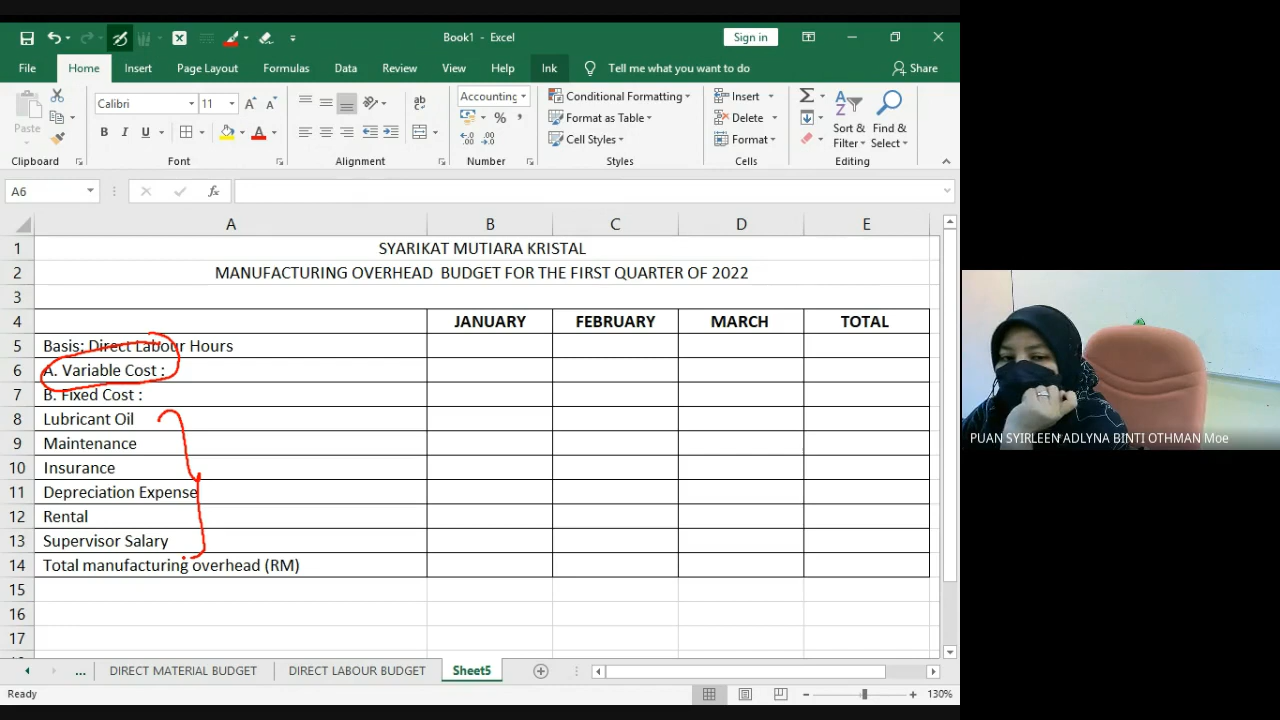 Book1 - Excel
Sign in
File Home Insert Page Layout Formulas Data Review View Help Ink Tell me what you want to do Share
Paste
Calibri 11
B I U
Accounting
Conditional Formatting
Format as Table
Cell Styles
Insert
Delete
Format
Sort & Filter
Find & Select
Clipboard Font Alignment Number Styles Cells Editing
A6 fx
A B C D E
1 SYARIKAT MUTIARA KRISTAL
2 MANUFACTURING OVERHEAD BUDGET FOR THE FIRST QUARTER OF 2022
3
4 JANUARY FEBRUARY MARCH TOTAL
5 Basis: Direct Labour Hours
6 A. Variable Cost :
7 B. Fixed Cost :
8 Lubricant Oil
9 Maintenance
10 Insurance
11 Depreciation Expense
12 Rental
13 Supervisor Salary
14 Total manufacturing overhead (RM)
15
16
17
... DIRECT MATERIAL BUDGET DIRECT LABOUR BUDGET Sheet5
Ready 130%
PUAN SYIRLEEN ADLYNA BINTI OTHMAN Moe